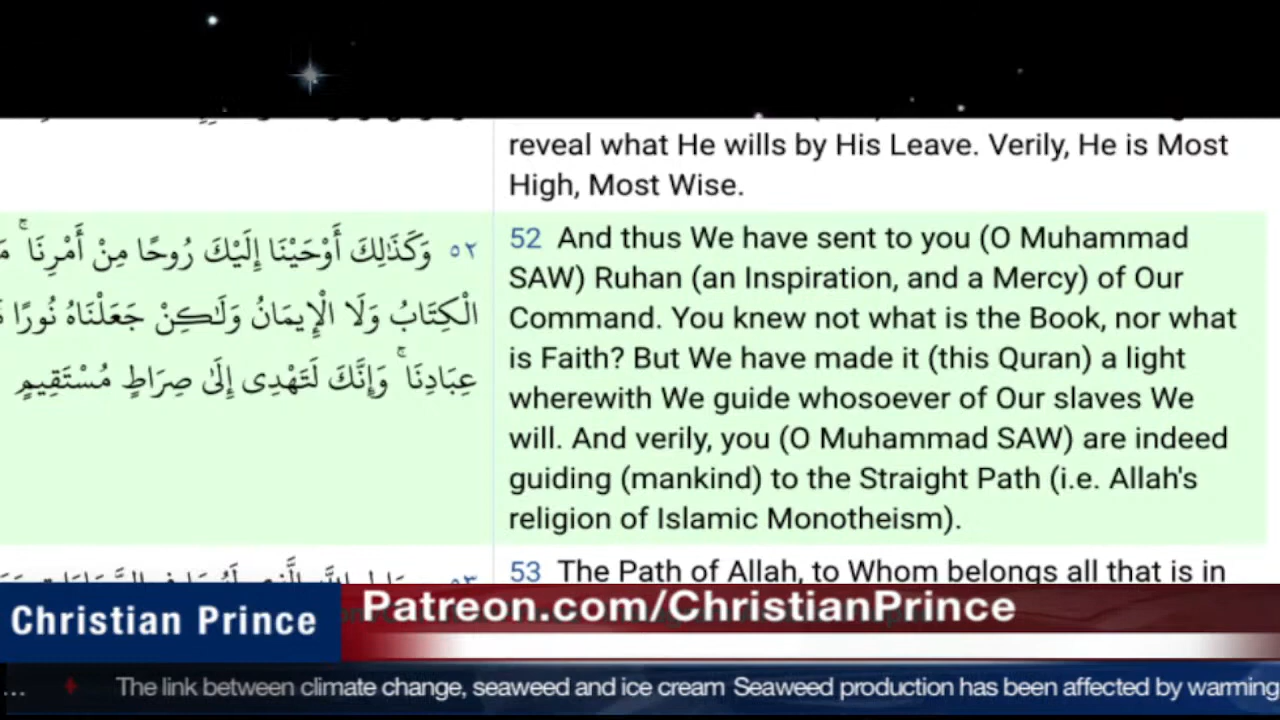 reveal what He wills by His Leave. Verily, He is Most
High, Most Wise.
٥٢ وَكَذَٰلِكَ أَوْحَيْنَا إِلَيْكَ رُوحًا مِنْ أَمْرِنَا ۚ
الْكِتَابُ وَلَا الْإِيمَانُ وَلَٰكِنْ جَعَلْنَاهُ نُورًا
عِبَادِنَا ۚ وَإِنَّكَ لَتَهْدِي إِلَىٰ صِرَاطٍ مُسْتَقِيمٍ
52 And thus We have sent to you (O Muhammad
SAW) Ruhan (an Inspiration, and a Mercy) of Our
Command. You knew not what is the Book, nor what
is Faith? But We have made it (this Quran) a light
wherewith We guide whosoever of Our slaves We
will. And verily, you (O Muhammad SAW) are indeed
guiding (mankind) to the Straight Path (i.e. Allah's
religion of Islamic Monotheism).
٥٣
53 The Path of Allah, to Whom belongs all that is in
Christian Prince
Patreon.com/ChristianPrince
... The link between climate change, seaweed and ice cream Seaweed production has been affected by warming